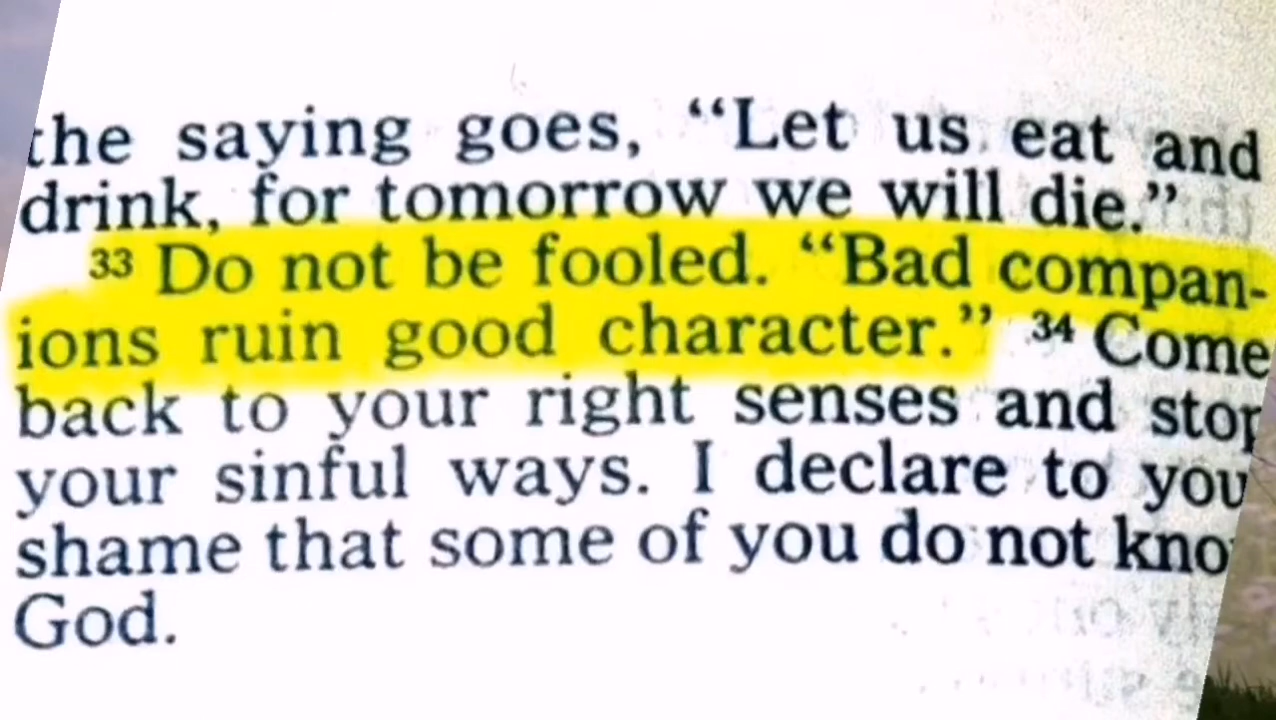 the saying goes, “Let us eat and
drink, for tomorrow we will die.”
33 Do not be fooled. “Bad compan-
ions ruin good character.” 34 Come
back to your right senses and stop
your sinful ways. I declare to you
shame that some of you do not kno
God.